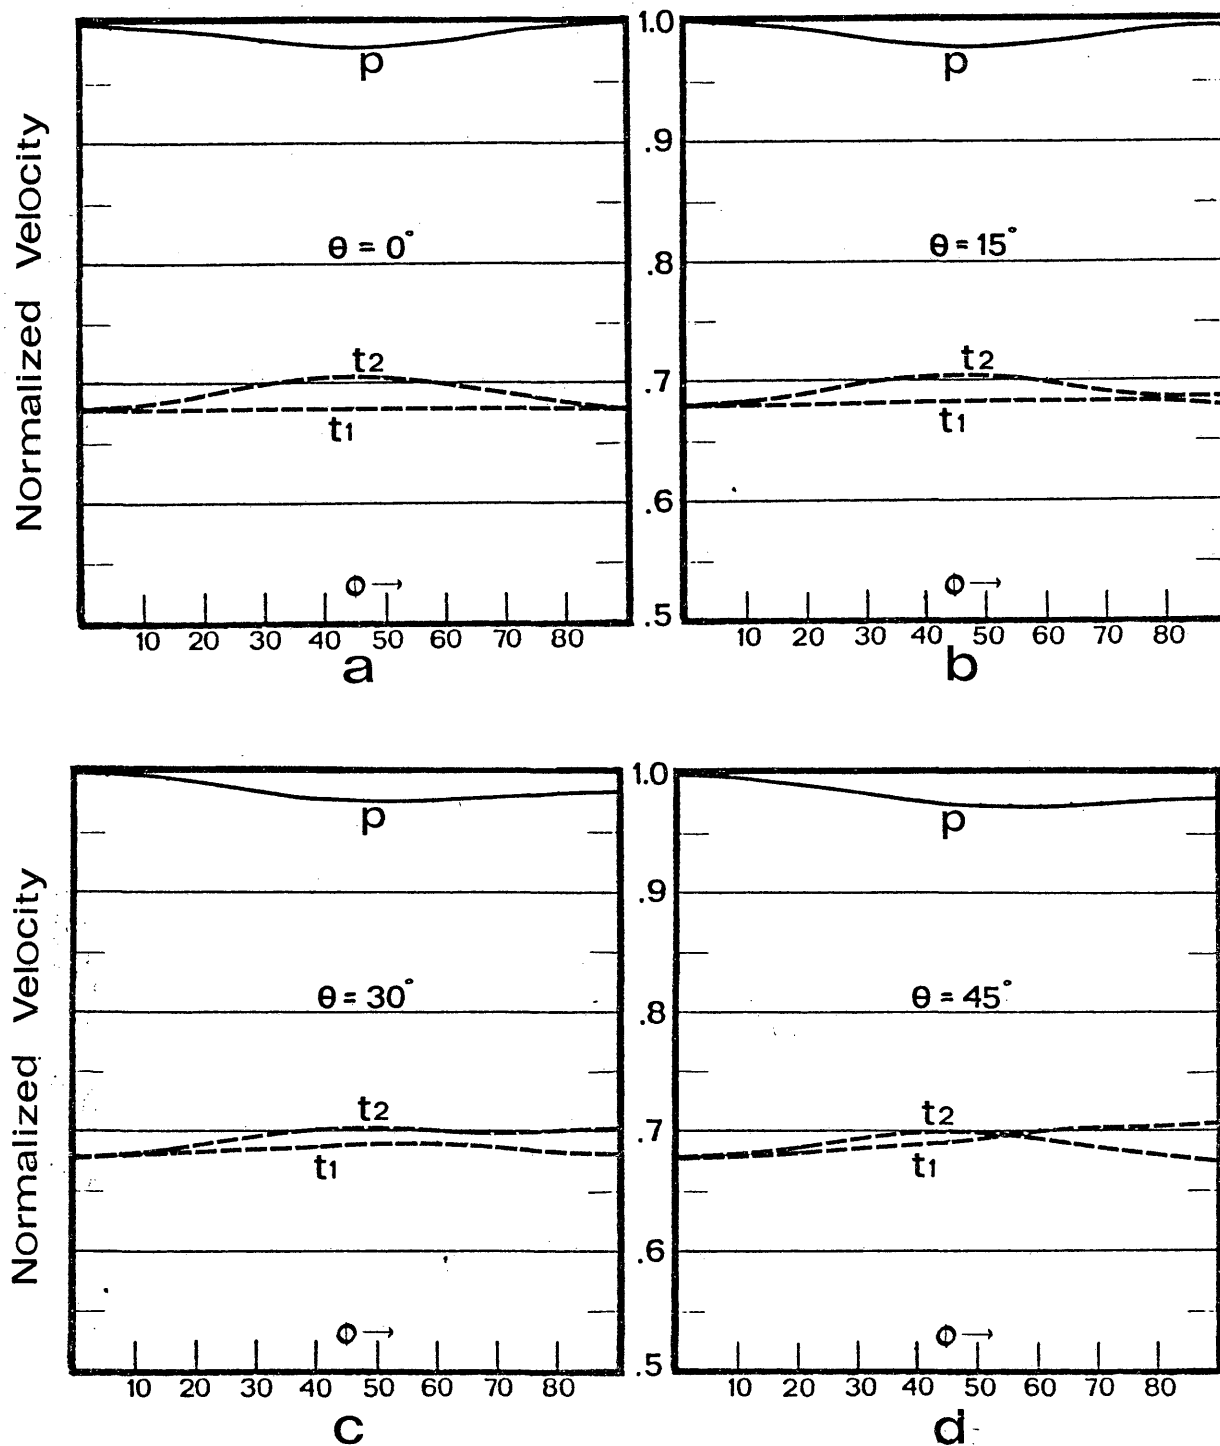 Normalized Velocity
p
θ = 0°
t2
t1
Φ →
10 20 30 40 50 60 70 80
a
1.0
.9
.8
.7
.6
.5
p
θ = 15°
t2
t1
Φ →
10 20 30 40 50 60 70 80
b
Normalized Velocity
p
θ = 30°
t2
t1
Φ →
10 20 30 40 50 60 70 80
c
1.0
.9
.8
.7
.6
.5
p
θ = 45°
t2
t1
Φ →
10 20 30 40 50 60 70 80
d